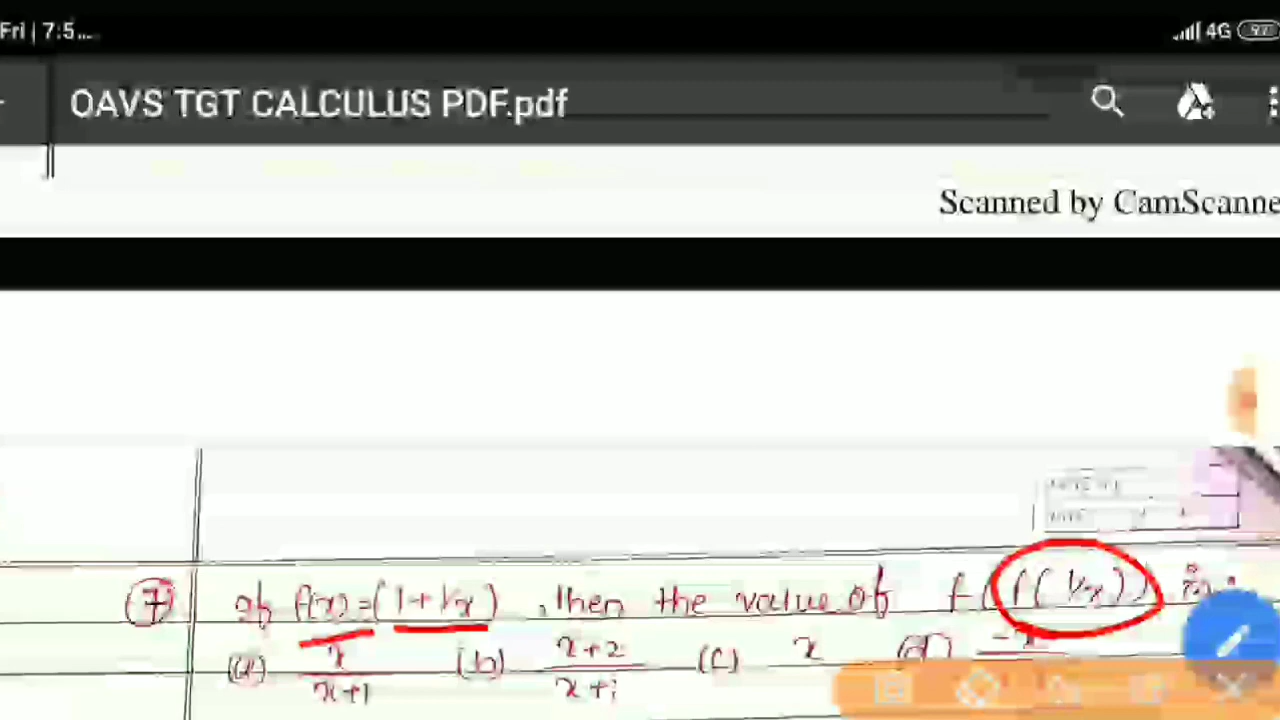 Fri | 7:5...
4G 97
OAVS TGT CALCULUS PDF.pdf
Scanned by CamScanne
(7) If f(x)=(1+1/x), then the value of f(f(1/x)) is:
(a) x/x+1 (b) x+2/x+1 (c) x (d) -x